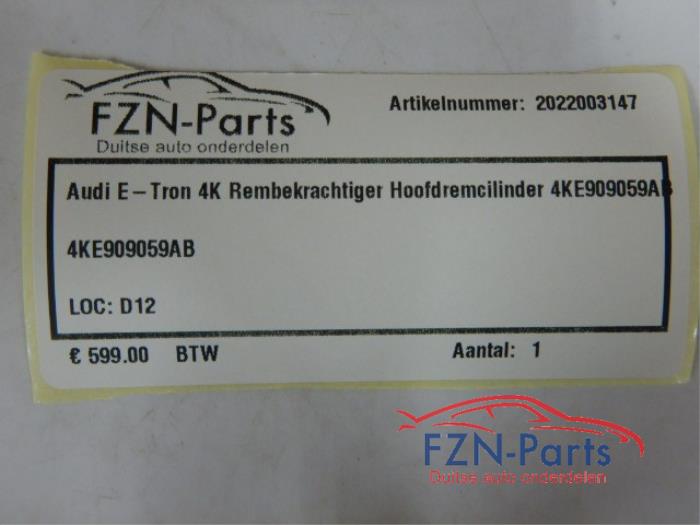 FZN-Parts
Duitse auto onderdelen
Artikelnummer: 2022003147
Audi E-Tron 4K Rembekrachtiger Hoofdremcilinder 4KE909059AB
4KE909059AB
LOC: D12
€ 599.00 BTW Aantal: 1
FZN-Parts
Duitse auto onderdelen